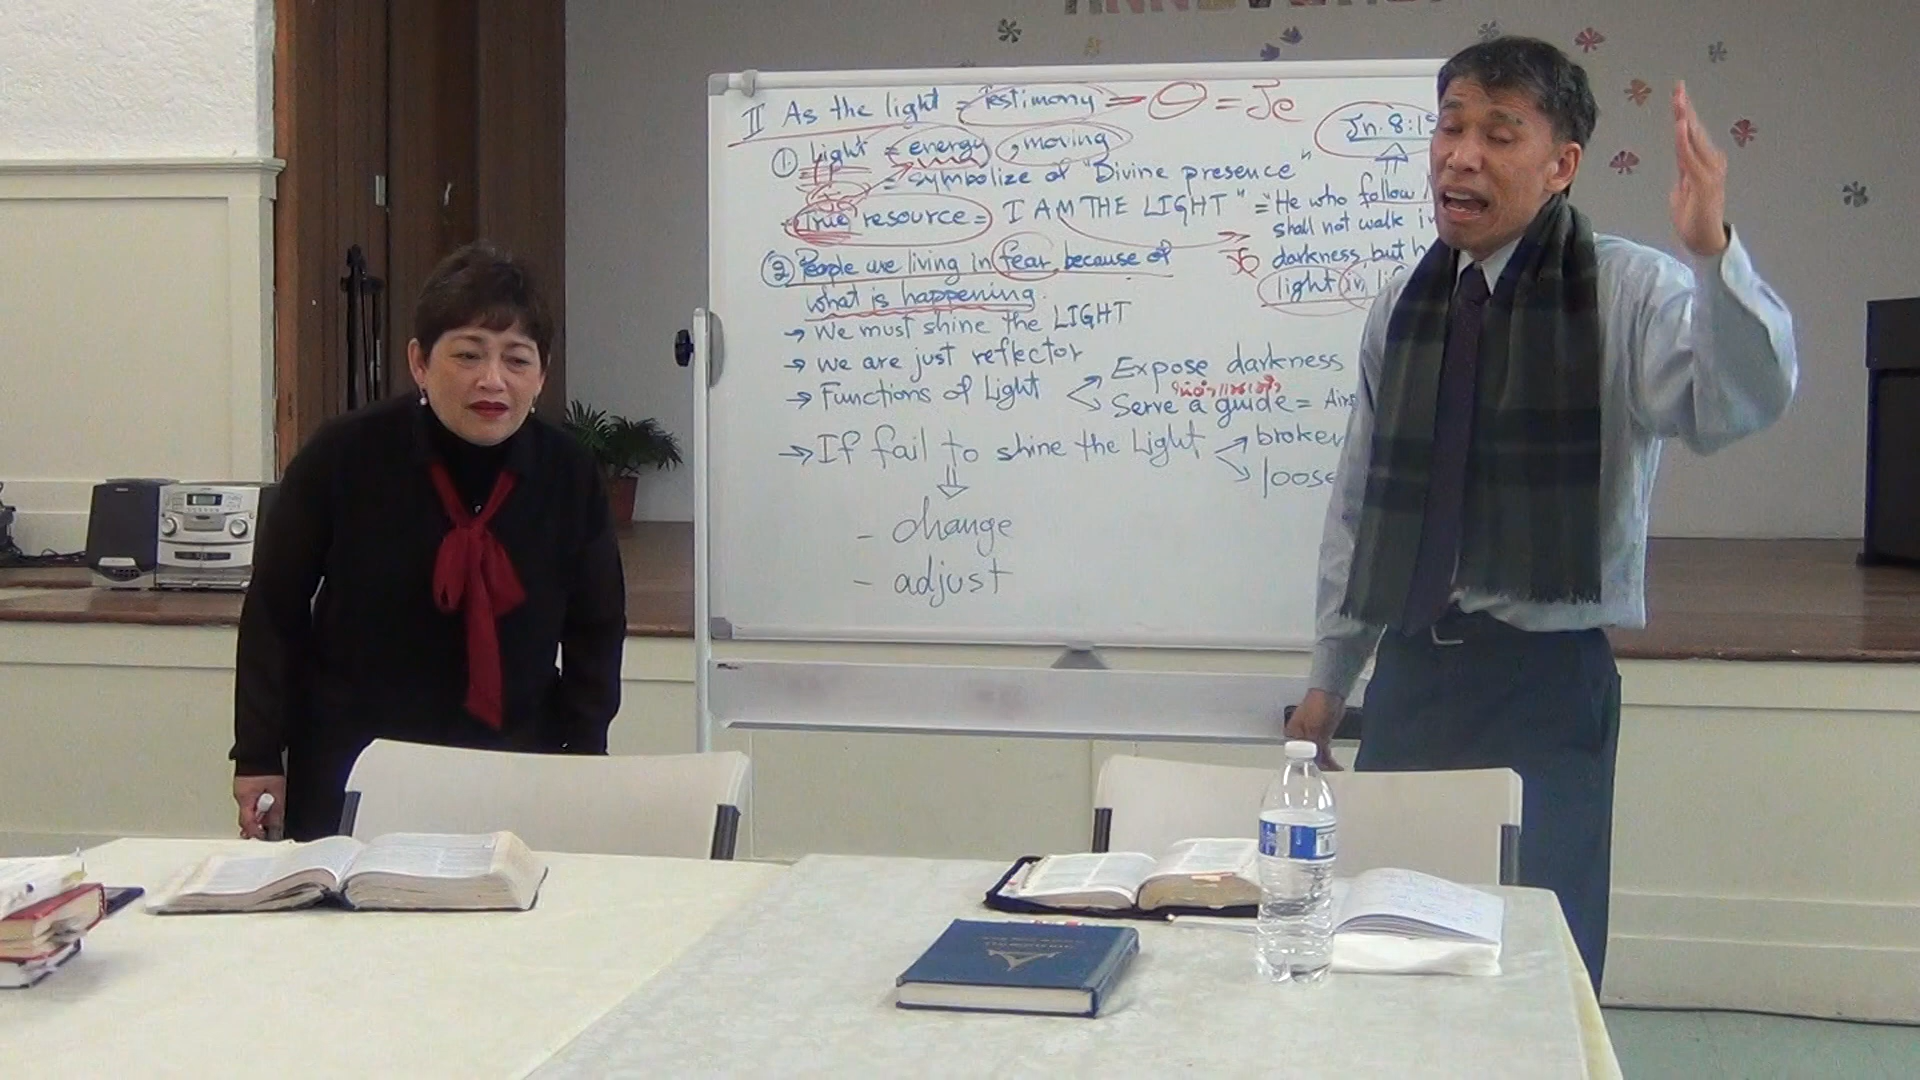 II As the light = Testimony = Θ = Je
Jn. 8:1
① Light = energy, moving
= symbolize of "Divine presence"
- True resource = I AM THE LIGHT" = "He who follow
shall not walk
darkness, but
light in
② People are living in fear, because of
what is happening.
→ We must shine the LIGHT
→ We are just reflector
→ Functions of Light
Expose darkness
Serve a guide =
→ If fail to shine the Light
broken
loose
- change
- adjust